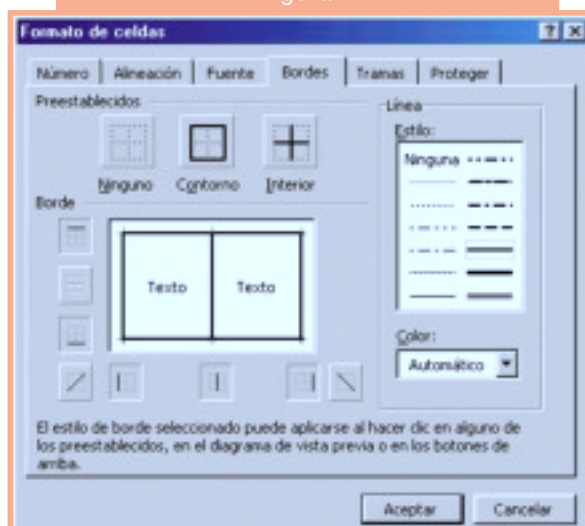 Formato de celdas
Número
Alineación
Fuente
Bordes
Tramas
Proteger
Preestablecidos
Ninguno
Contorno
Interior
Borde
Texto
Texto
Línea
Estilo:
Ninguna
Color:
Automático
El estilo de borde seleccionado puede aplicarse al hacer clic en alguno de
los preestablecidos, en el diagrama de vista previa o en los botones de
arriba.
Aceptar
Cancelar